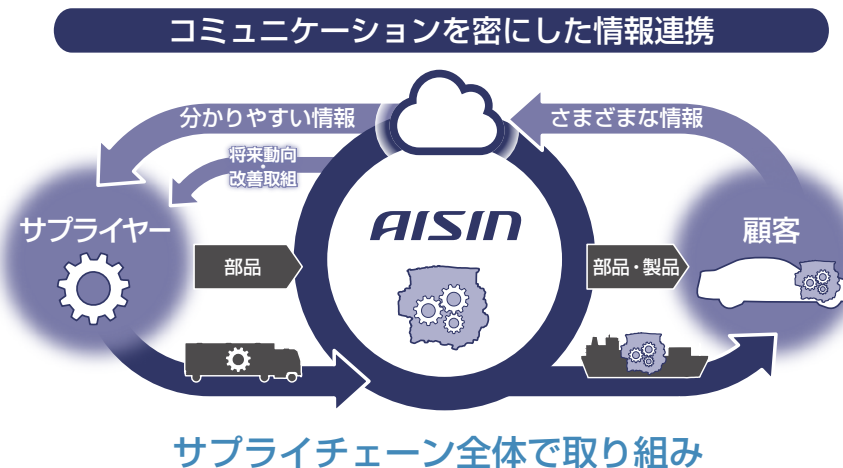 コミュニケーションを密にした情報連携
分かりやすい情報
さまざまな情報
将来動向
・
改善取組
サプライヤー
AISIN
顧客
部品
部品・製品
サプライチェーン全体で取り組み